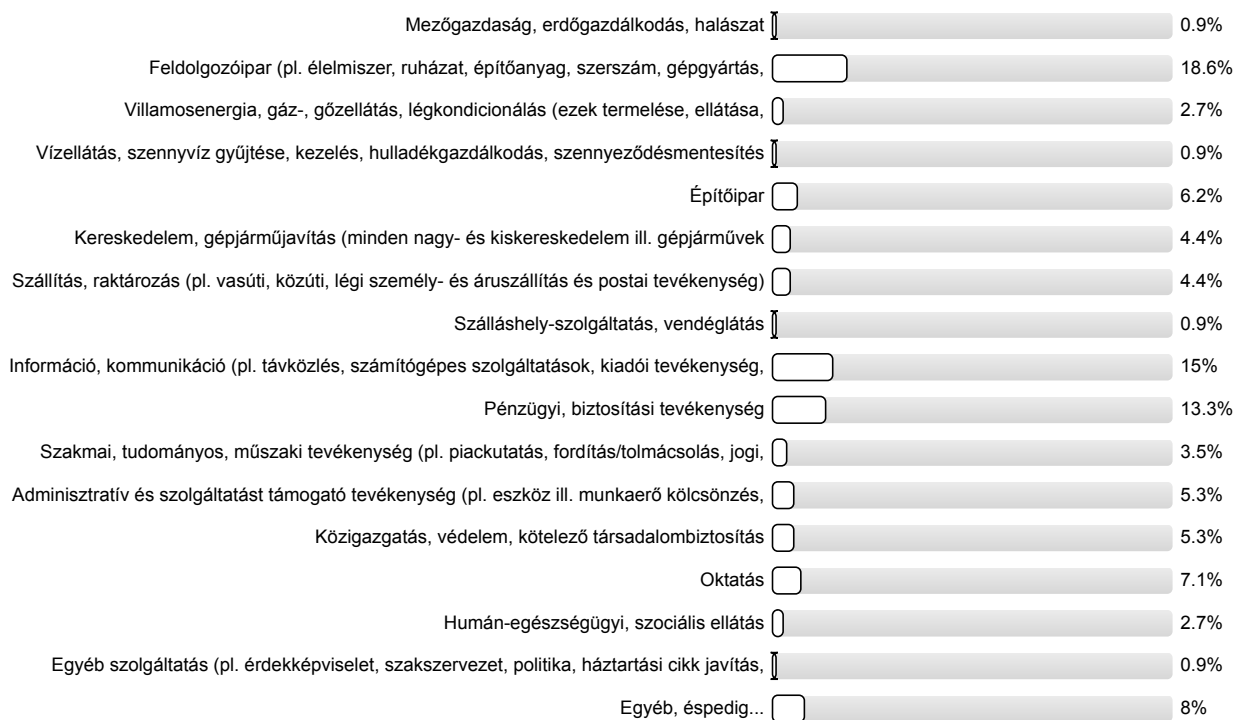 Mezőgazdaság, erdőgazdálkodás, halászat 0.9%
Feldolgozóipar (pl. élelmiszer, ruházat, építőanyag, szerszám, gépgyártás, 18.6%
Villamosenergia, gáz-, gőzellátás, légkondicionálás (ezek termelése, ellátása, 2.7%
Vízellátás, szennyvíz gyűjtése, kezelés, hulladékgazdálkodás, szennyeződésmentesítés 0.9%
Építőipar 6.2%
Kereskedelem, gépjárműjavítás (minden nagy- és kiskereskedelem ill. gépjárművek 4.4%
Szállítás, raktározás (pl. vasúti, közúti, légi személy- és áruszállítás és postai tevékenység) 4.4%
Szálláshely-szolgáltatás, vendéglátás 0.9%
Információ, kommunikáció (pl. távközlés, számítógépes szolgáltatások, kiadói tevékenység, 15%
Pénzügyi, biztosítási tevékenység 13.3%
Szakmai, tudományos, műszaki tevékenység (pl. piackutatás, fordítás/tolmácsolás, jogi, 3.5%
Adminisztratív és szolgáltatást támogató tevékenység (pl. eszköz ill. munkaerő kölcsönzés, 5.3%
Közigazgatás, védelem, kötelező társadalombiztosítás 5.3%
Oktatás 7.1%
Humán-egészségügyi, szociális ellátás 2.7%
Egyéb szolgáltatás (pl. érdekképviselet, szakszervezet, politika, háztartási cikk javítás, 0.9%
Egyéb, éspedig... 8%